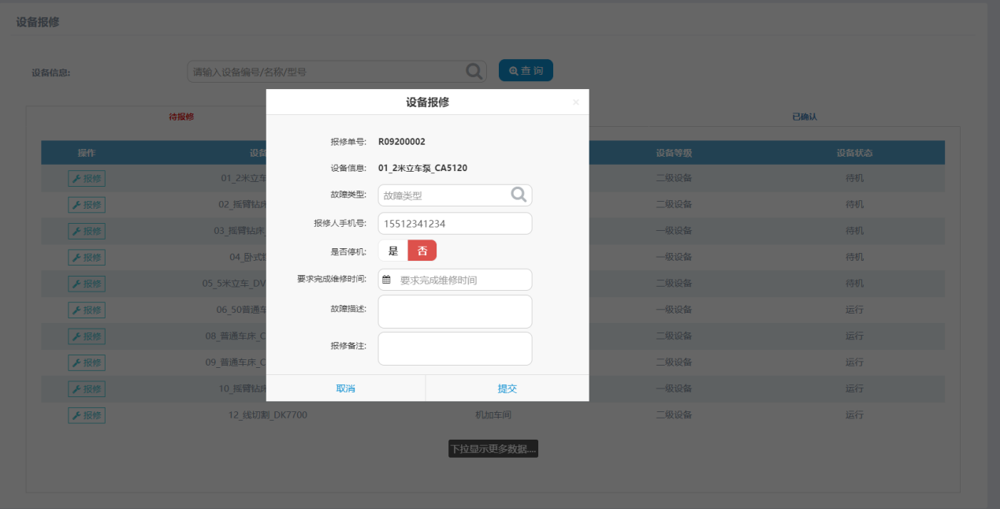 设备报修
设备信息:
请输入设备编号/名称/型号
查 询
待报修
已确认
设备报修
×
报修单号: R09200002
设备信息: 01_2米立车泵_CA5120
故障类型: 故障类型
报修人手机号: 15512341234
是否停机: 是 否
要求完成维修时间: 要求完成维修时间
故障描述:
报修备注:
取消 提交
操作 设备 设备等级 设备状态
报修 01_2米立车 二级设备 待机
报修 02_摇臂钻床 二级设备 待机
报修 03_摇臂钻床_ 一级设备 待机
报修 04_卧式 一级设备 待机
报修 05_5米立车_DV 二级设备 待机
报修 06_50普通车 一级设备 运行
报修 08_普通车床_C 二级设备 运行
报修 09_普通车床_C 二级设备 运行
报修 10_摇臂钻床 一级设备 运行
报修 12_线切割_DK7700 机加车间 二级设备 运行
下拉显示更多数据....